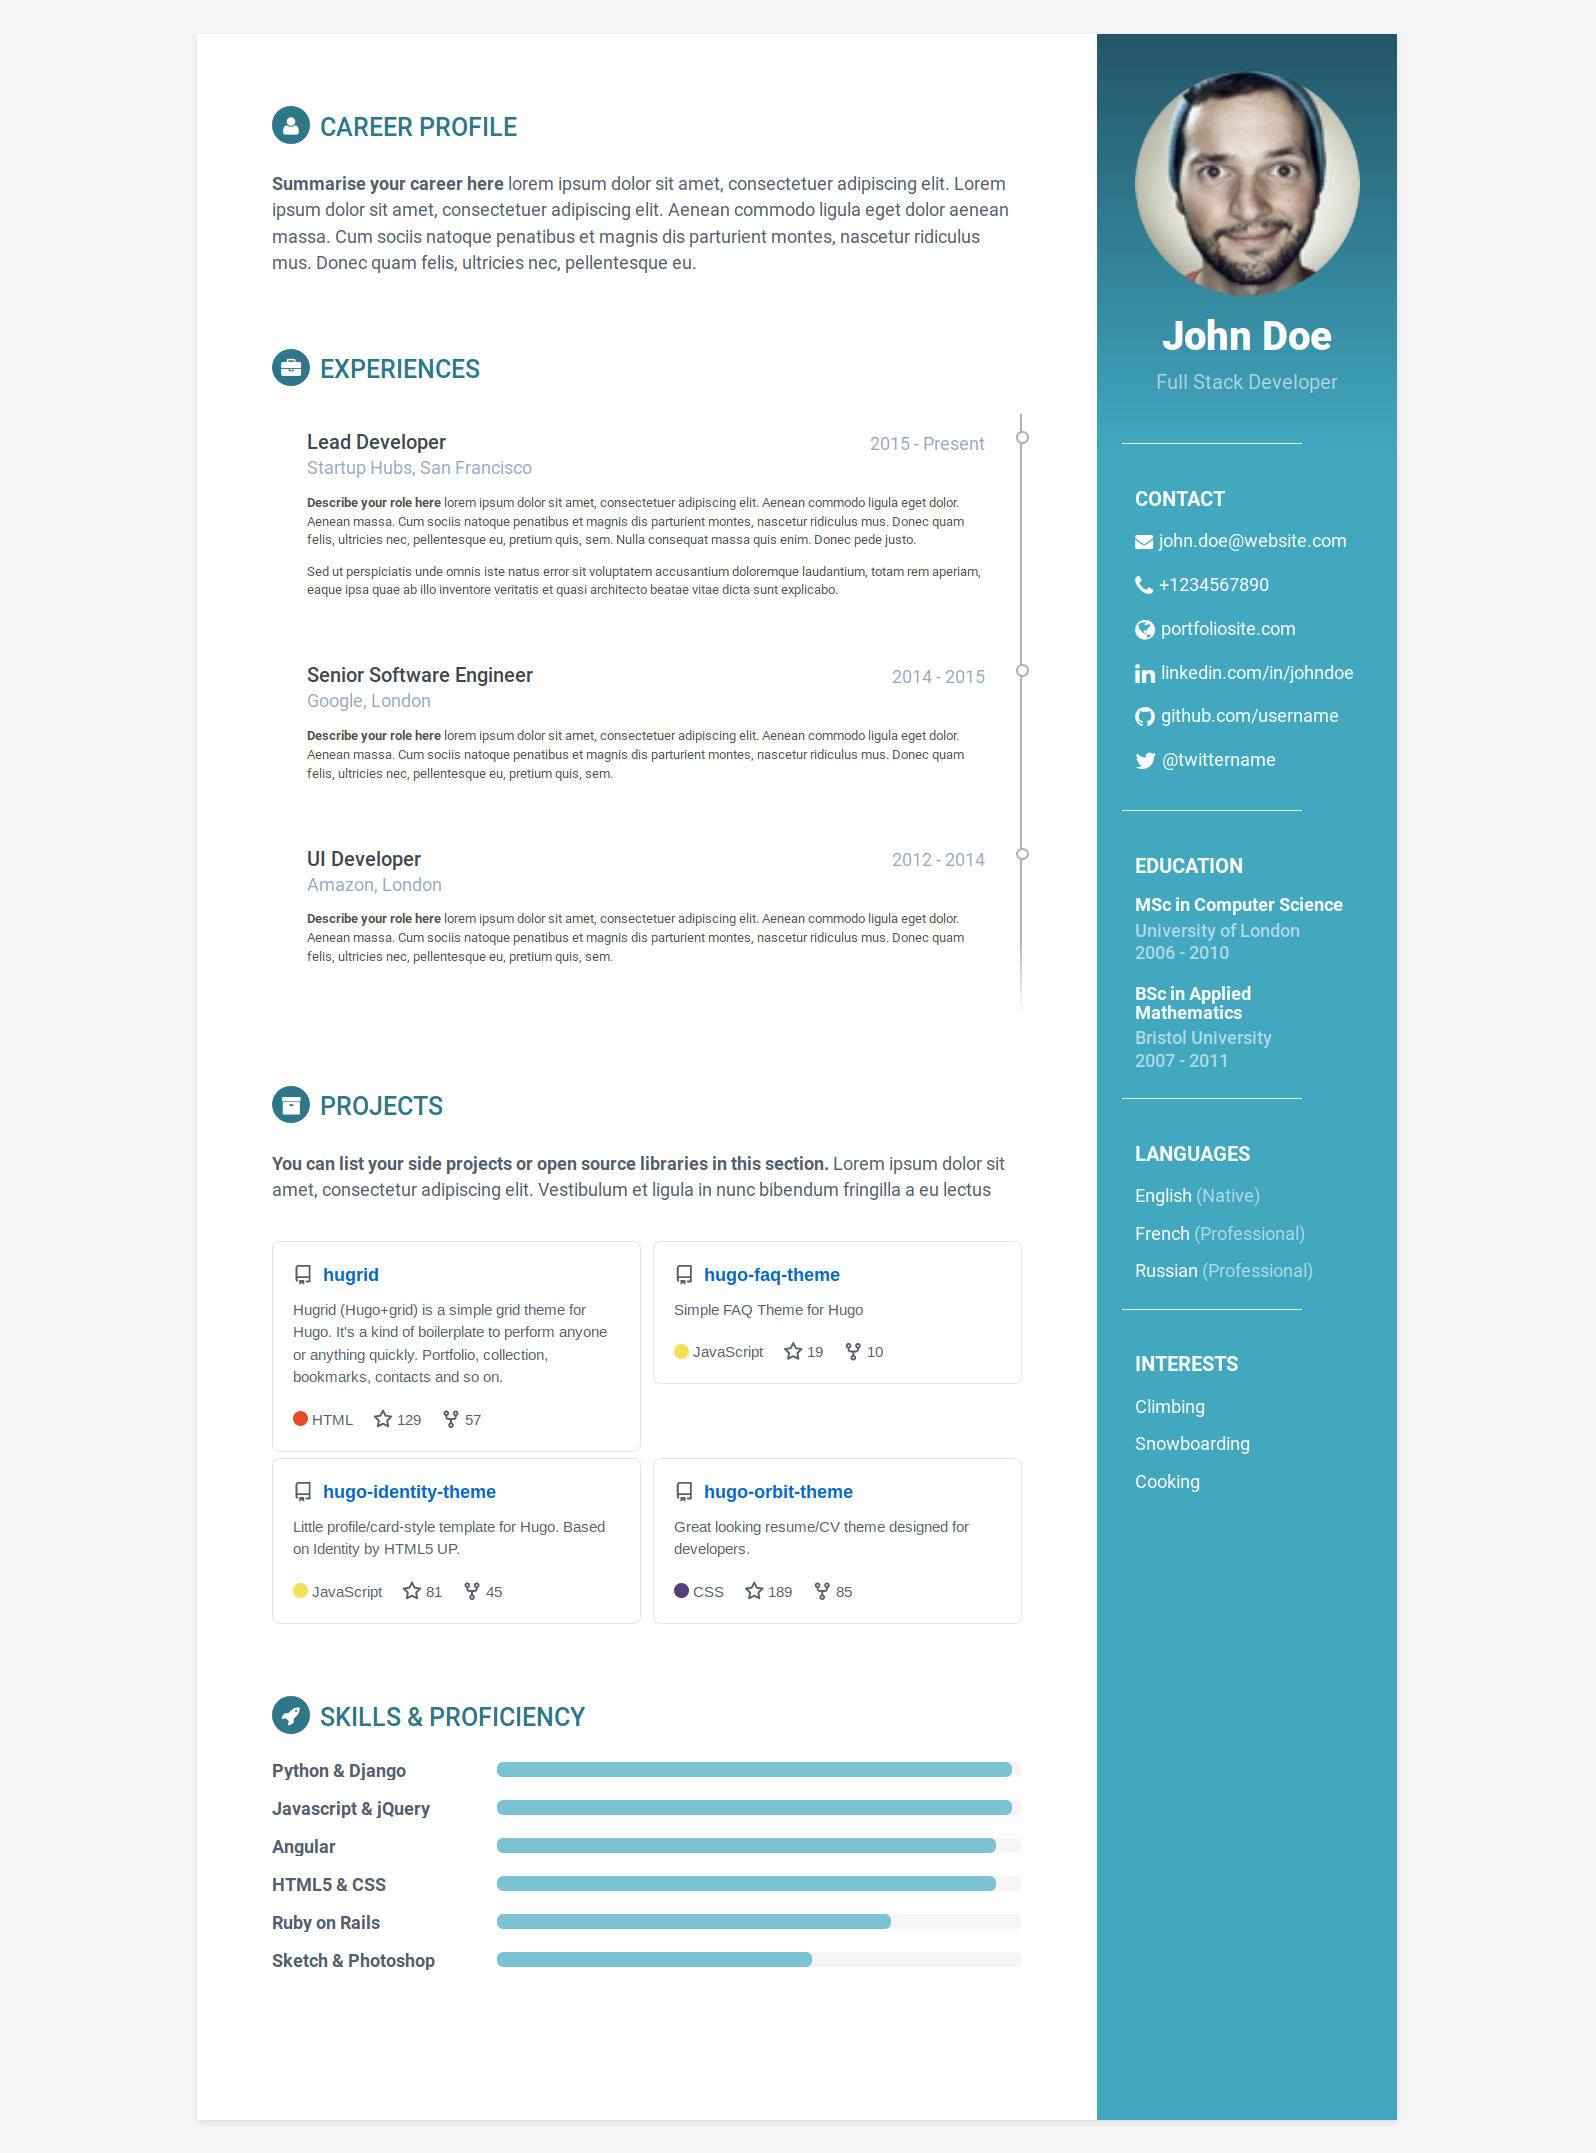 CAREER PROFILE
Summarise your career here lorem ipsum dolor sit amet, consectetuer adipiscing elit. Lorem
ipsum dolor sit amet, consectetuer adipiscing elit. Aenean commodo ligula eget dolor aenean
massa. Cum sociis natoque penatibus et magnis dis parturient montes, nascetur ridiculus
mus. Donec quam felis, ultricies nec, pellentesque eu.
EXPERIENCES
Lead Developer
2015 - Present
Startup Hubs, San Francisco
Describe your role here lorem ipsum dolor sit amet, consectetuer adipiscing elit. Aenean commodo ligula eget dolor.
Aenean massa. Cum sociis natoque penatibus et magnis dis parturient montes, nascetur ridiculus mus. Donec quam
felis, ultricies nec, pellentesque eu, pretium quis, sem. Nulla consequat massa quis enim. Donec pede justo.
Sed ut perspiciatis unde omnis iste natus error sit voluptatem accusantium doloremque laudantium, totam rem aperiam,
eaque ipsa quae ab illo inventore veritatis et quasi architecto beatae vitae dicta sunt explicabo.
Senior Software Engineer
2014 - 2015
Google, London
Describe your role here lorem ipsum dolor sit amet, consectetuer adipiscing elit. Aenean commodo ligula eget dolor.
Aenean massa. Cum sociis natoque penatibus et magnis dis parturient montes, nascetur ridiculus mus. Donec quam
felis, ultricies nec, pellentesque eu, pretium quis, sem.
UI Developer
2012 - 2014
Amazon, London
Describe your role here lorem ipsum dolor sit amet, consectetuer adipiscing elit. Aenean commodo ligula eget dolor.
Aenean massa. Cum sociis natoque penatibus et magnis dis parturient montes, nascetur ridiculus mus. Donec quam
felis, ultricies nec, pellentesque eu, pretium quis, sem.
PROJECTS
You can list your side projects or open source libraries in this section. Lorem ipsum dolor sit
amet, consectetur adipiscing elit. Vestibulum et ligula in nunc bibendum fringilla a eu lectus
hugrid
Hugrid (Hugo+grid) is a simple grid theme for
Hugo. It's a kind of boilerplate to perform anyone
or anything quickly. Portfolio, collection,
bookmarks, contacts and so on.
HTML 129 57
hugo-faq-theme
Simple FAQ Theme for Hugo
JavaScript 19 10
hugo-identity-theme
Little profile/card-style template for Hugo. Based
on Identity by HTML5 UP.
JavaScript 81 45
hugo-orbit-theme
Great looking resume/CV theme designed for
developers.
CSS 189 85
SKILLS & PROFICIENCY
Python & Django
Javascript & jQuery
Angular
HTML5 & CSS
Ruby on Rails
Sketch & Photoshop
John Doe
Full Stack Developer
CONTACT
john.doe@website.com
+1234567890
portfoliosite.com
linkedin.com/in/johndoe
github.com/username
@twittername
EDUCATION
MSc in Computer Science
University of London
2006 - 2010
BSc in Applied
Mathematics
Bristol University
2007 - 2011
LANGUAGES
English (Native)
French (Professional)
Russian (Professional)
INTERESTS
Climbing
Snowboarding
Cooking